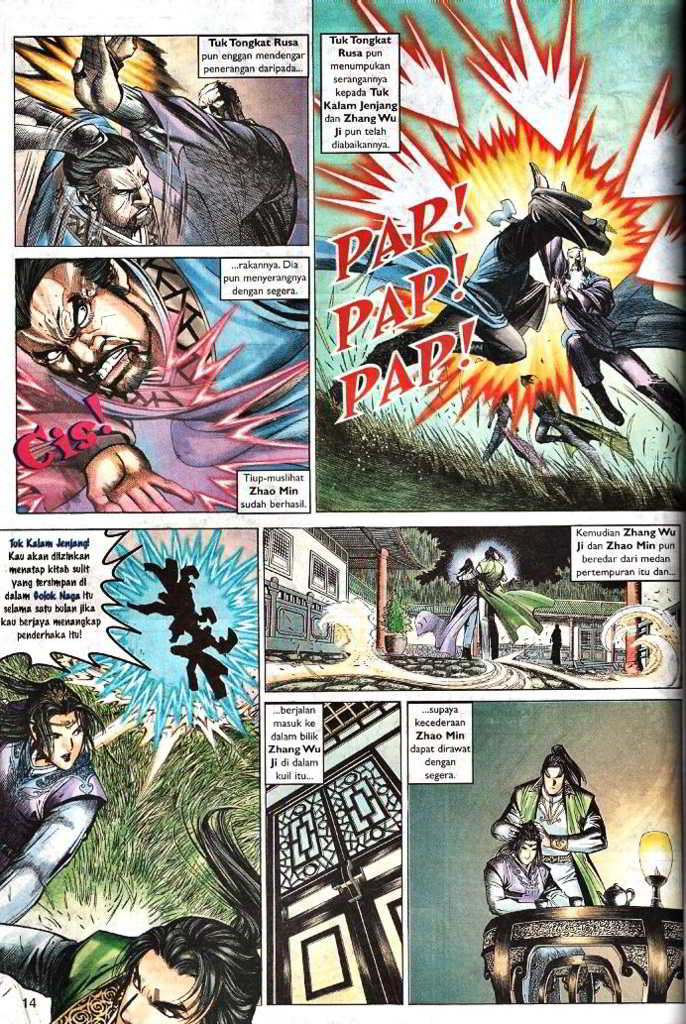 Tuk Tongkat Rusa
pun enggan mendengar
penerangan daripada...
Tuk Tongkat
Rusa pun
menumpukan
serangannya
kepada Tuk
Kalam Jenjang
dan Zhang Wu
Ji pun telah
diabaikannya.
PAP!
PAP!
PAP!
...rakannya. Dia
pun menyerangnya
dengan segera.
Cis!
Tiup-muslihat
Zhao Min
sudah berhasil.
Tuk Kalam Jenjang!
Kau akan diizinkan
menatap kitab sulit
yang tersimpan di
dalam Golok Naga itu
selama satu bulan jika
kau berjaya menangkap
penderhaka itu!
Kemudian Zhang Wu
Ji dan Zhao Min pun
beredar dari medan
pertempuran itu dan...
...berjalan
masuk ke
dalam bilik
Zhang Wu
Ji di dalam
kuil itu...
...supaya
kecederaan
Zhao Min
dapat dirawat
dengan
segera.
14